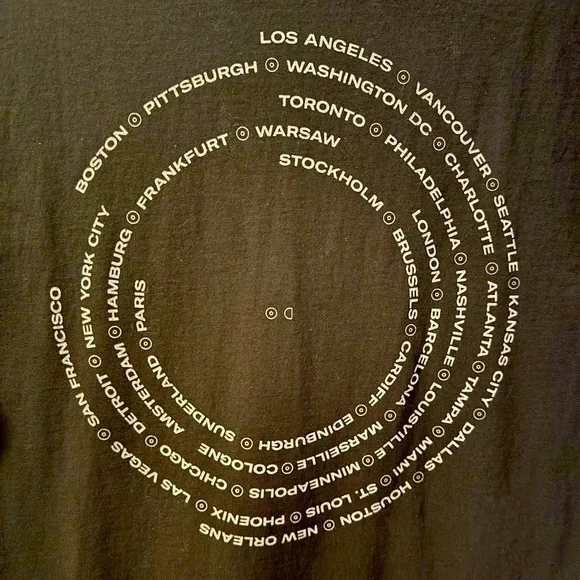 LOS ANGELES ◎ VANCOUVER ◎ SEATTLE ◎ KANSAS CITY ◎ DALLAS ◎ HOUSTON ◎ NEW ORLEANS
BOSTON ◎ PITTSBURGH ◎ WASHINGTON DC ◎ CHARLOTTE ◎ ATLANTA ◎ TAMPA ◎ MIAMI ◎ ST. LOUIS ◎ PHOENIX ◎ LAS VEGAS ◎ SAN FRANCISCO
TORONTO ◎ PHILADELPHIA ◎ NASHVILLE ◎ LOUISVILLE ◎ MINNEAPOLIS ◎ CHICAGO ◎ DETROIT ◎ NEW YORK CITY
AMSTERDAM ◎ HAMBURG ◎ FRANKFURT ◎ WARSAW
LONDON ◎ BARCELONA ◎ MARSEILLE ◎ COLOGNE
STOCKHOLM ◎ BRUSSELS ◎ CARDIFF ◎ EDINBURGH ◎ SUNDERLAND ◎ PARIS